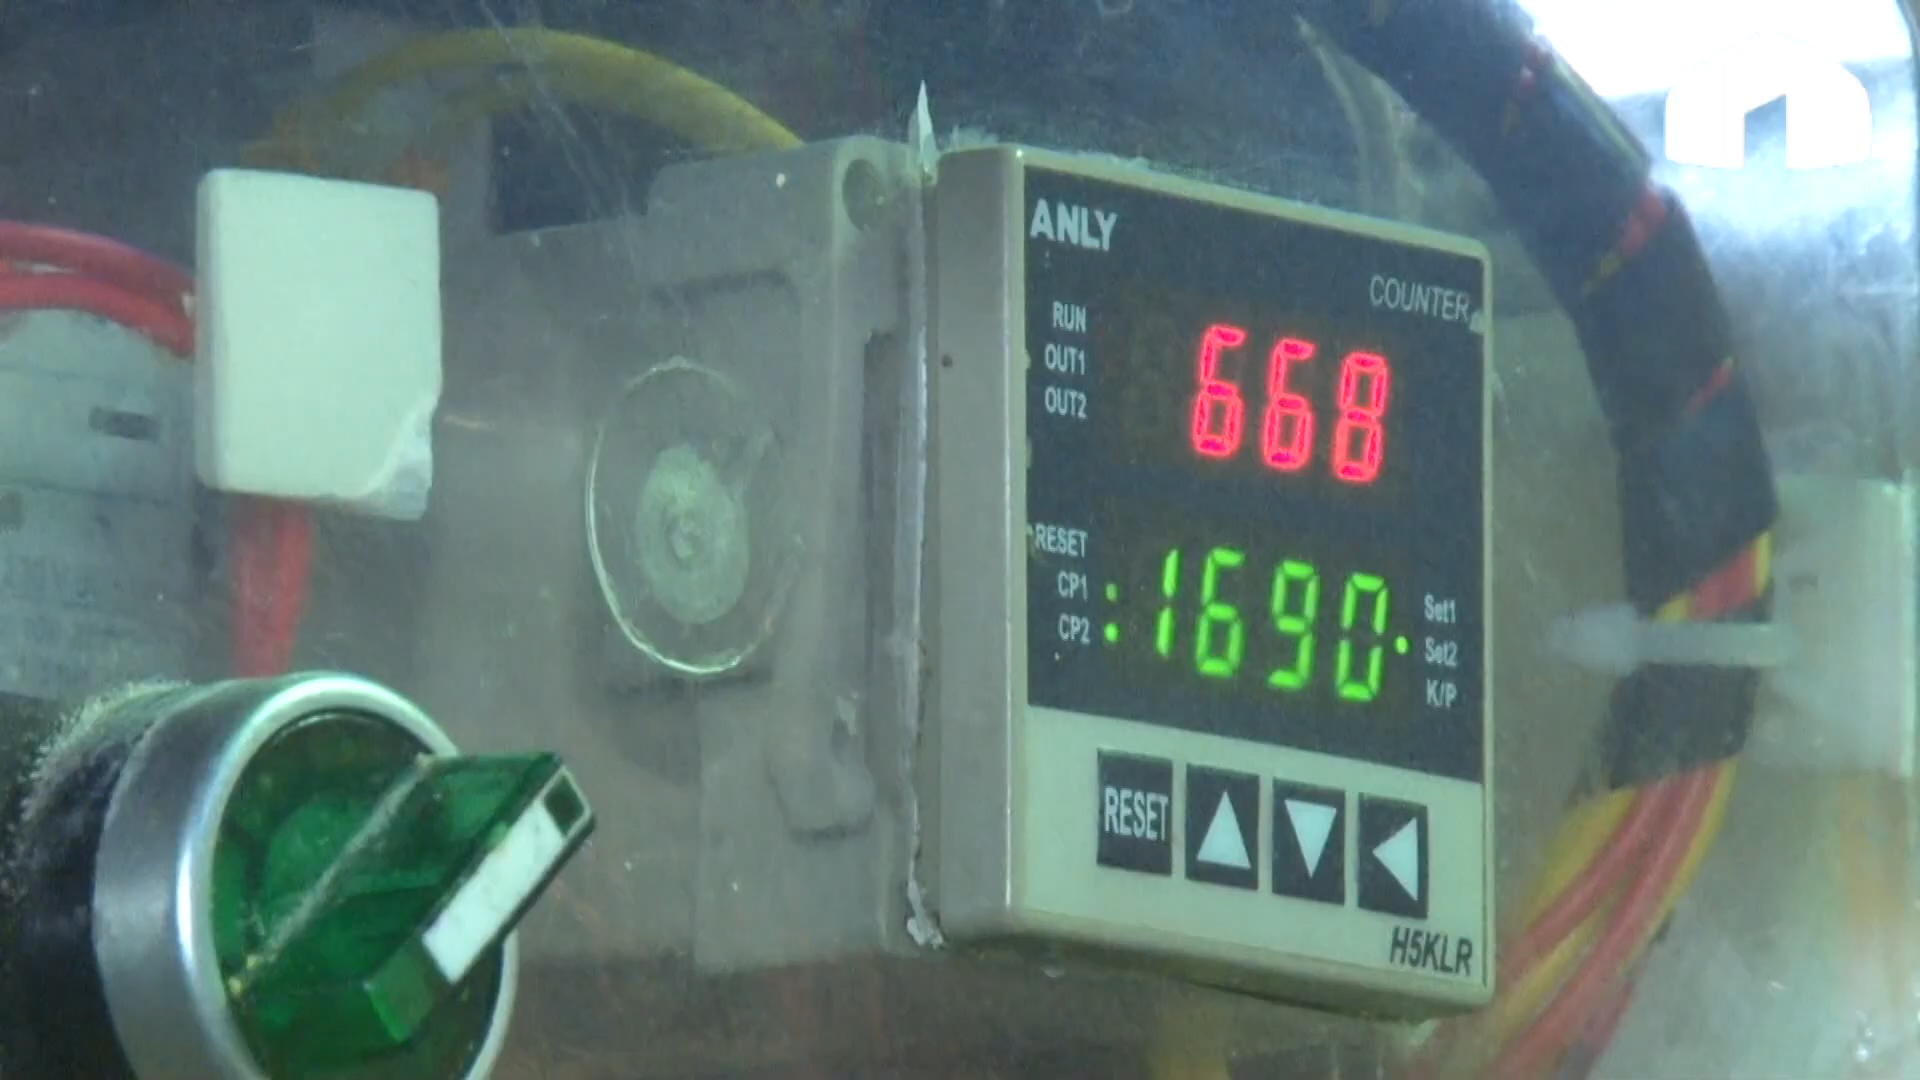 ANLY
COUNTER
RUN
OUT1
OUT2
668
RESET
CP1
CP2
1690
Set1
Set2
K/P
RESET
H5KLR